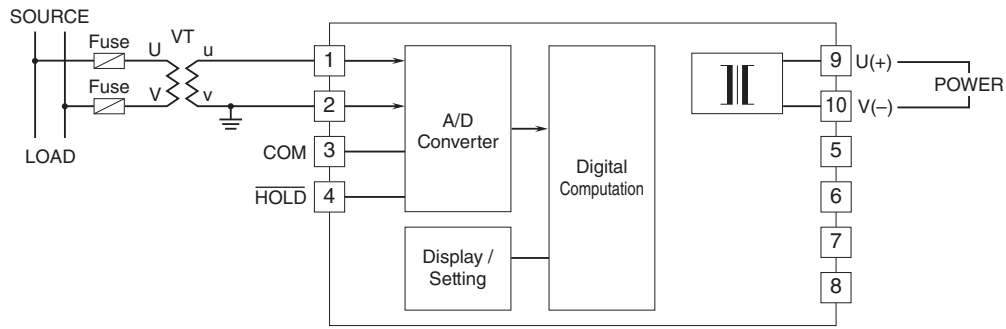 SOURCE
Fuse
VT
U
u
1
Fuse
V
v
2
COM
3
HOLD
4
LOAD
A/D
Converter
Digital
Computation
Display /
Setting
9
U(+)
POWER
10
V(–)
5
6
7
8